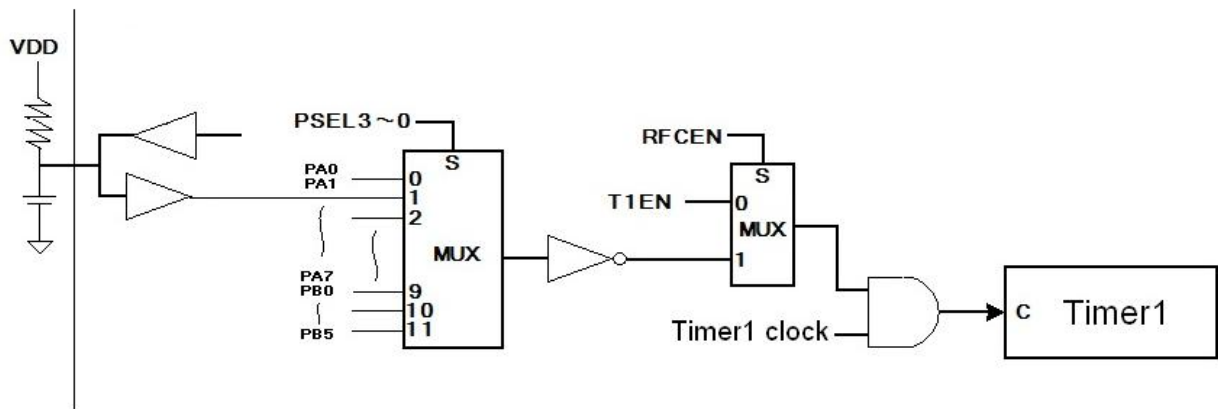 VDD
PSEL3~0
S
PA0
0
PA1
1
2
MUX
PA7
PB0
9
10
PB5
11
RFCEN
S
T1EN
0
MUX
1
Timer1 clock
C
Timer1